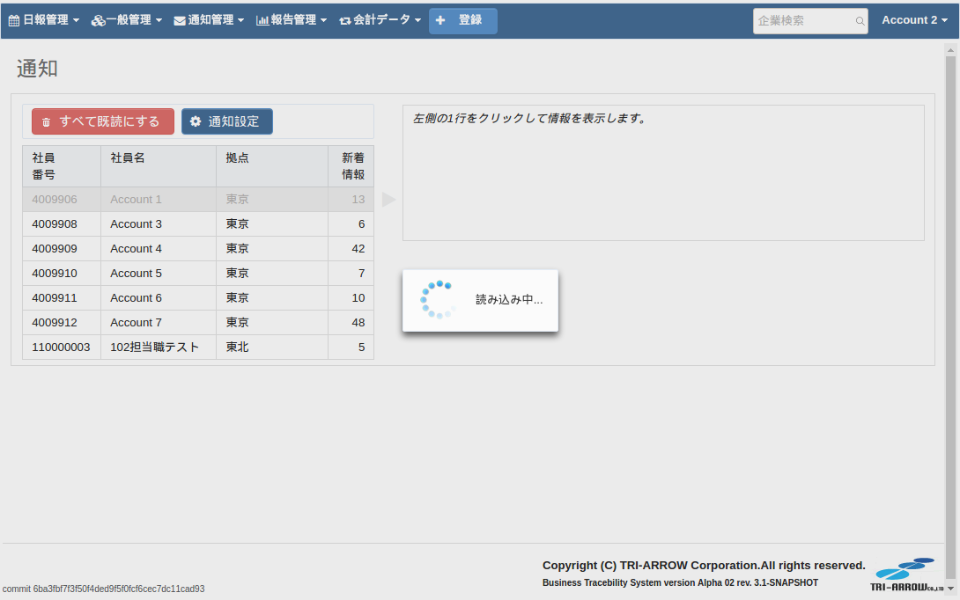 日報管理 一般管理 通知管理 報告管理 会計データ 登録 企業検索 Account 2
通知
すべて既読にする 通知設定
左側の1行をクリックして情報を表示します。
社員番号 社員名 拠点 新着情報
4009906 Account 1 東京 13
4009908 Account 3 東京 6
4009909 Account 4 東京 42
4009910 Account 5 東京 7
4009911 Account 6 東京 10
4009912 Account 7 東京 48
110000003 102担当職テスト 東北 5
読み込み中...
Copyright (C) TRI-ARROW Corporation.All rights reserved.
Business Tracebility System version Alpha 02 rev. 3.1-SNAPSHOT
TRI-ARROW CO.,LTD
commit 6ba3fbf7f3f50f4ded9f5f0fcf6cec7dc11cad93